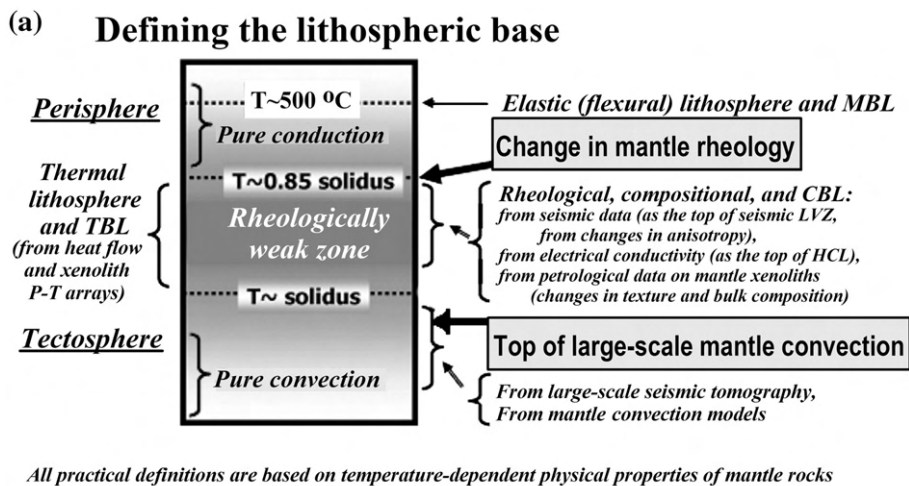 (a)
Defining the lithospheric base
Perisphere
T~500 ºC
Pure conduction
Elastic (flexural) lithosphere and MBL
Change in mantle rheology
T~0.85 solidus
Thermal
lithosphere
and TBL
(from heat flow
and xenolith
P-T arrays)
Rheologically
weak zone
Rheological, compositional, and CBL:
from seismic data (as the top of seismic LVZ,
from changes in anisotropy),
from electrical conductivity (as the top of HCL),
from petrological data on mantle xenoliths
(changes in texture and bulk composition)
T~ solidus
Tectosphere
Pure convection
Top of large-scale mantle convection
From large-scale seismic tomography,
From mantle convection models
All practical definitions are based on temperature-dependent physical properties of mantle rocks